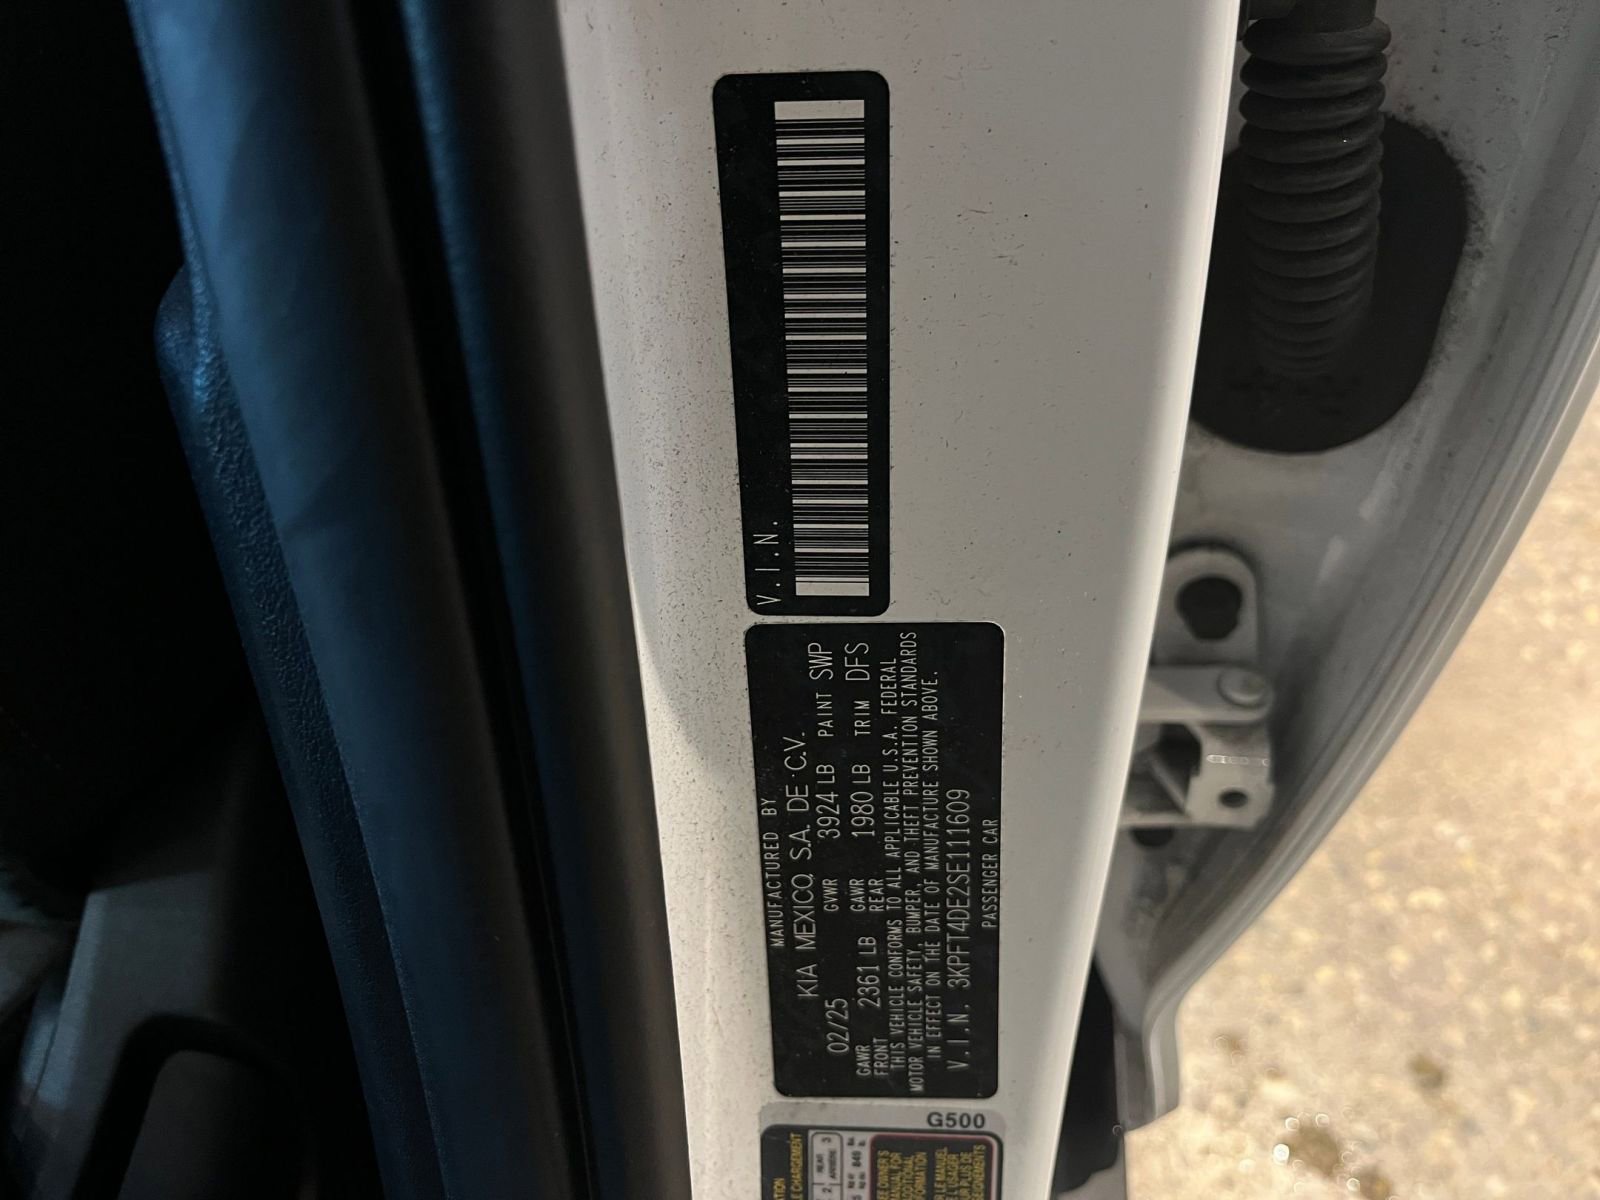 V.I.N.
MANUFACTURED BY
KIA MEXICO, S.A. DE C.V.
02/25 GVWR 3924 LB PAINT SWP
GAWR FRONT 2361 LB GAWR REAR 1980 LB TRIM DFS
THIS VEHICLE CONFORMS TO ALL APPLICABLE U.S.A. FEDERAL
MOTOR VEHICLE SAFETY, BUMPER, AND THEFT PREVENTION STANDARDS
IN EFFECT ON THE DATE OF MANUFACTURE SHOWN ABOVE.
V.I.N. 3KPFT4DE2SE111609
PASSENGER CAR
G500